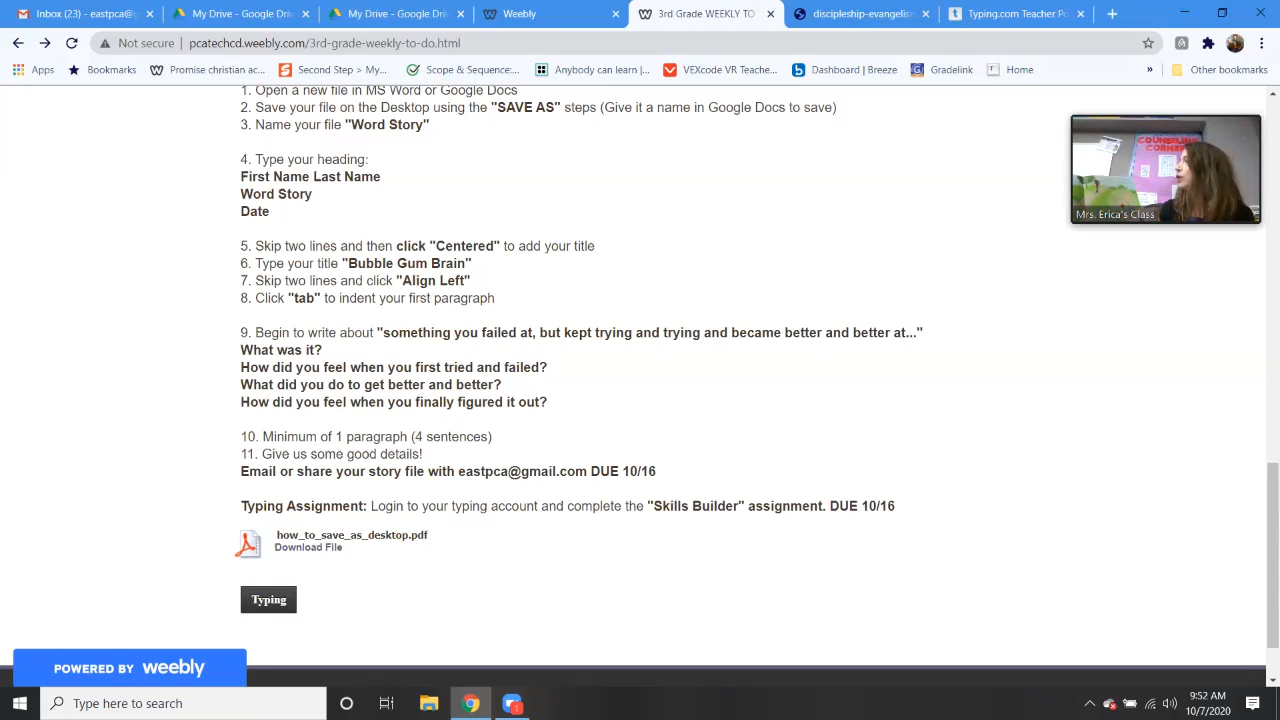 Inbox (23) - eastpca@g
My Drive - Google Drive
My Drive - Google Drive
Weebly
3rd Grade WEEKLY TO
discipleship-evangelism
Typing.com Teacher Po
Not secure
pcatechcd.weebly.com/3rd-grade-weekly-to-do.html
Apps
Bookmarks
Promise christian ac...
Second Step > My...
Scope & Sequence:...
Anybody can learn |...
VEXcode VR Teache...
Dashboard | Breeze
Gradelink
Home
»
Other bookmarks
1. Open a new file in MS Word or Google Docs
2. Save your file on the Desktop using the "SAVE AS" steps (Give it a name in Google Docs to save)
3. Name your file "Word Story"
4. Type your heading:
First Name Last Name
Word Story
Date
5. Skip two lines and then click "Centered" to add your title
6. Type your title "Bubble Gum Brain"
7. Skip two lines and click "Align Left"
8. Click "tab" to indent your first paragraph
9. Begin to write about "something you failed at, but kept trying and trying and became better and better at..."
What was it?
How did you feel when you first tried and failed?
What did you do to get better and better?
How did you feel when you finally figured it out?
10. Minimum of 1 paragraph (4 sentences)
11. Give us some good details!
Email or share your story file with eastpca@gmail.com DUE 10/16
Typing Assignment: Login to your typing account and complete the "Skills Builder" assignment. DUE 10/16
how_to_save_as_desktop.pdf
Download File
Typing
POWERED BY weebly
COUNSELING
CORNER
Mrs. Erica's Class
Type here to search
1
9:52 AM
10/7/2020